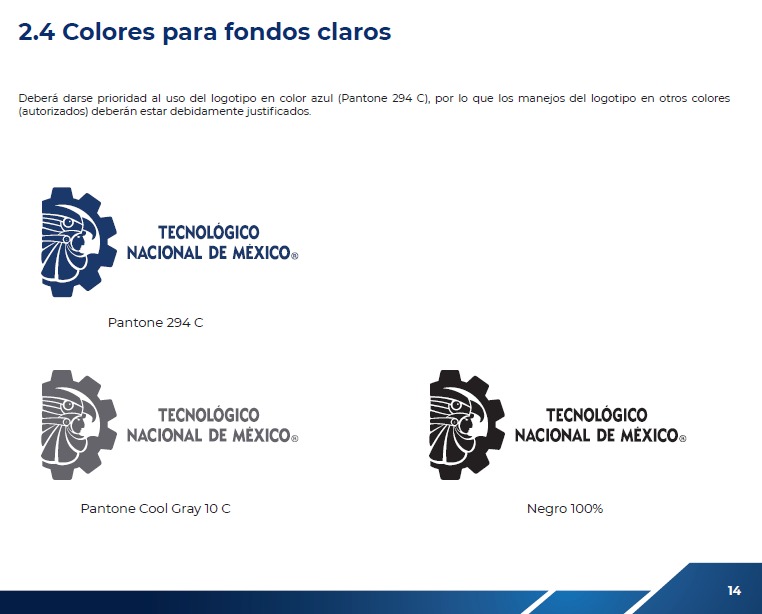 2.4 Colores para fondos claros
Deberá darse prioridad al uso del logotipo en color azul (Pantone 294 C), por lo que los manejos del logotipo en otros colores
(autorizados) deberán estar debidamente justificados.
TECNOLÓGICO
NACIONAL DE MÉXICO®
Pantone 294 C
TECNOLÓGICO
NACIONAL DE MÉXICO®
Pantone Cool Gray 10 C
TECNOLÓGICO
NACIONAL DE MÉXICO®
Negro 100%
14